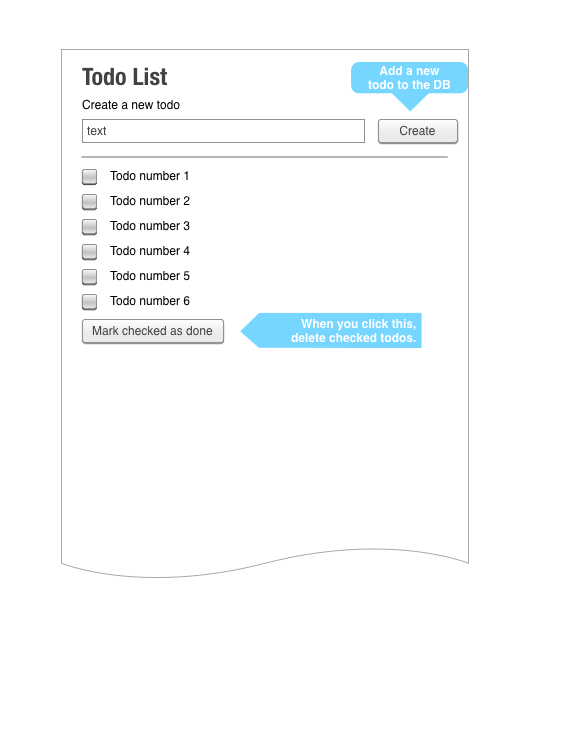 Todo List
Add a new
todo to the DB
Create a new todo
text
Create
Todo number 1
Todo number 2
Todo number 3
Todo number 4
Todo number 5
Todo number 6
Mark checked as done
When you click this,
delete checked todos.